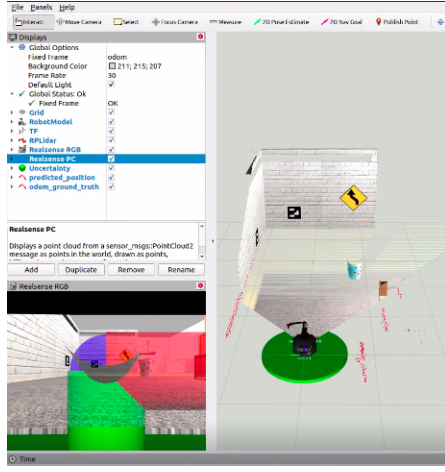 File Panels Help
Interact Move Camera Select Focus Camera Measure 2D Pose Estimate 2D Nav Goal Publish Point
Displays
Global Options
Fixed Frame odom
Background Color 211; 215; 207
Frame Rate 30
Default Light
Global Status: Ok
Fixed Frame OK
Grid
RobotModel
TF
RPLidar
Realsense RGB
Realsense PC
Uncertainty
predicted_position
odom_ground_truth
Realsense PC
Displays a point cloud from a sensor_msgs::PointCloud2
message as points in the world, drawn as points,
Add Duplicate Remove Rename
Realsense RGB
Time